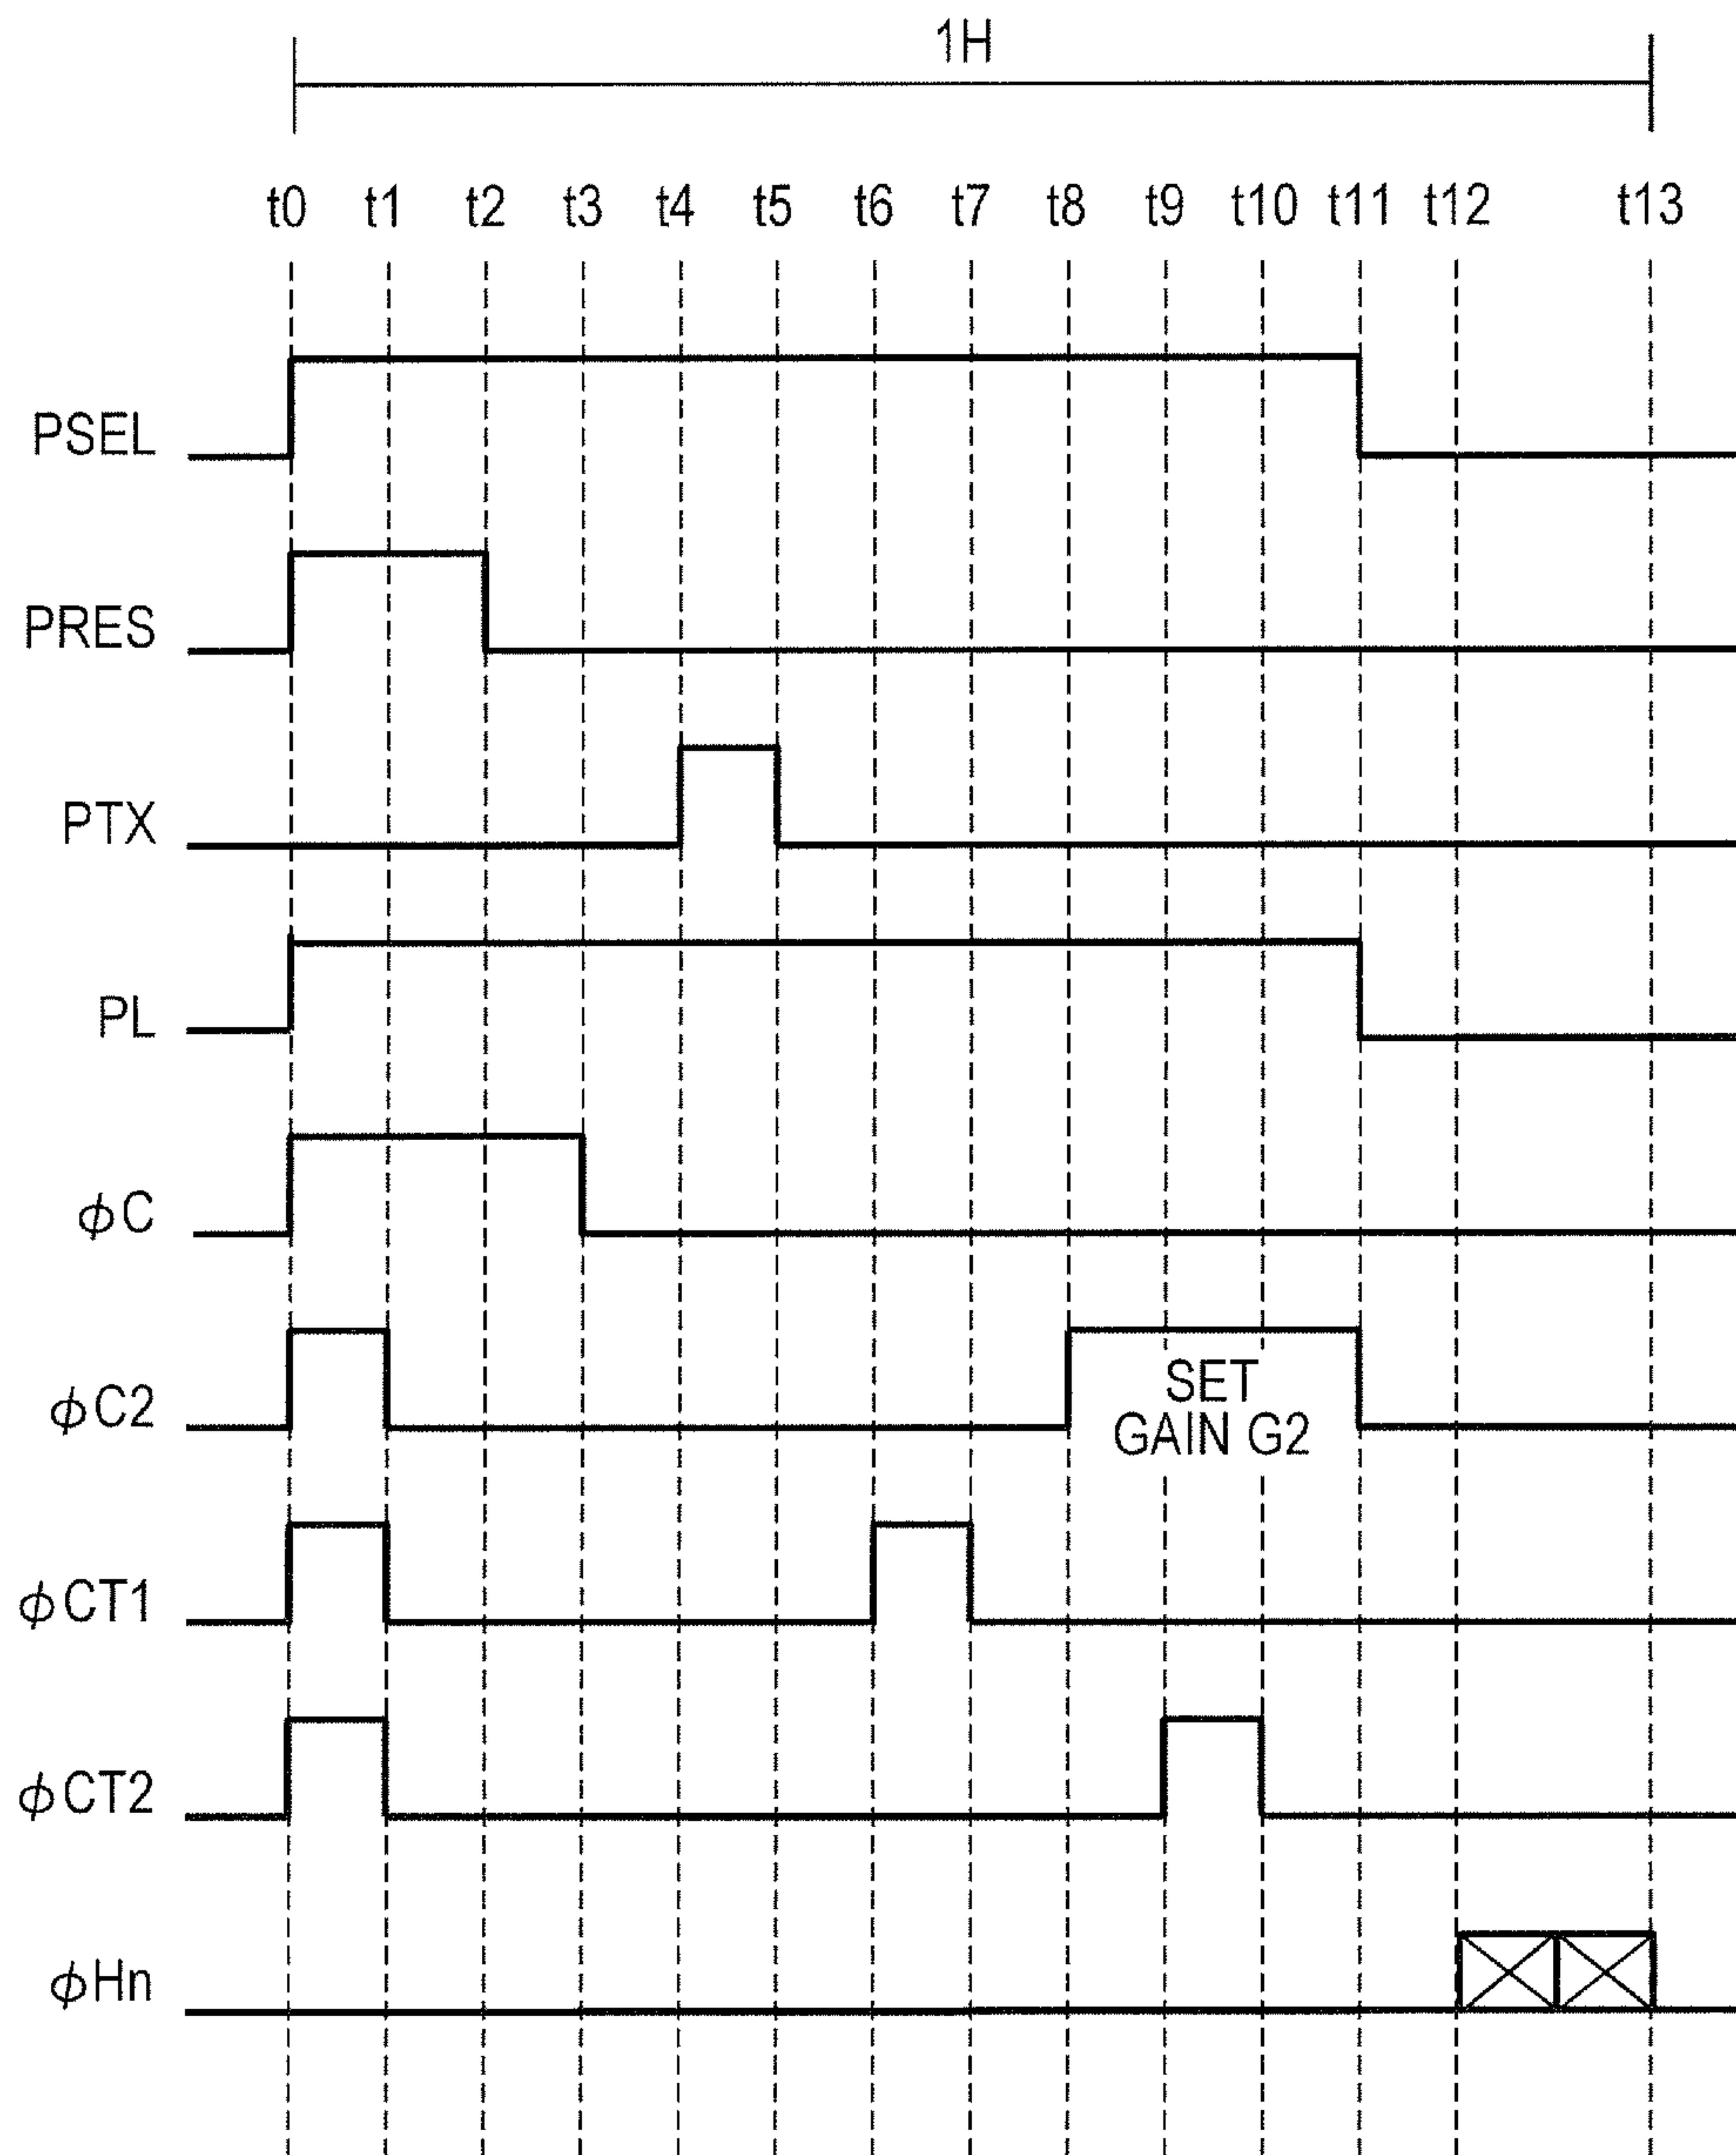 1H
t0 t1 t2 t3 t4 t5 t6 t7 t8 t9 t10 t11 t12 t13
PSEL
PRES
PTX
PL
ϕC
ϕC2
SET
GAIN G2
ϕCT1
ϕCT2
ϕHn